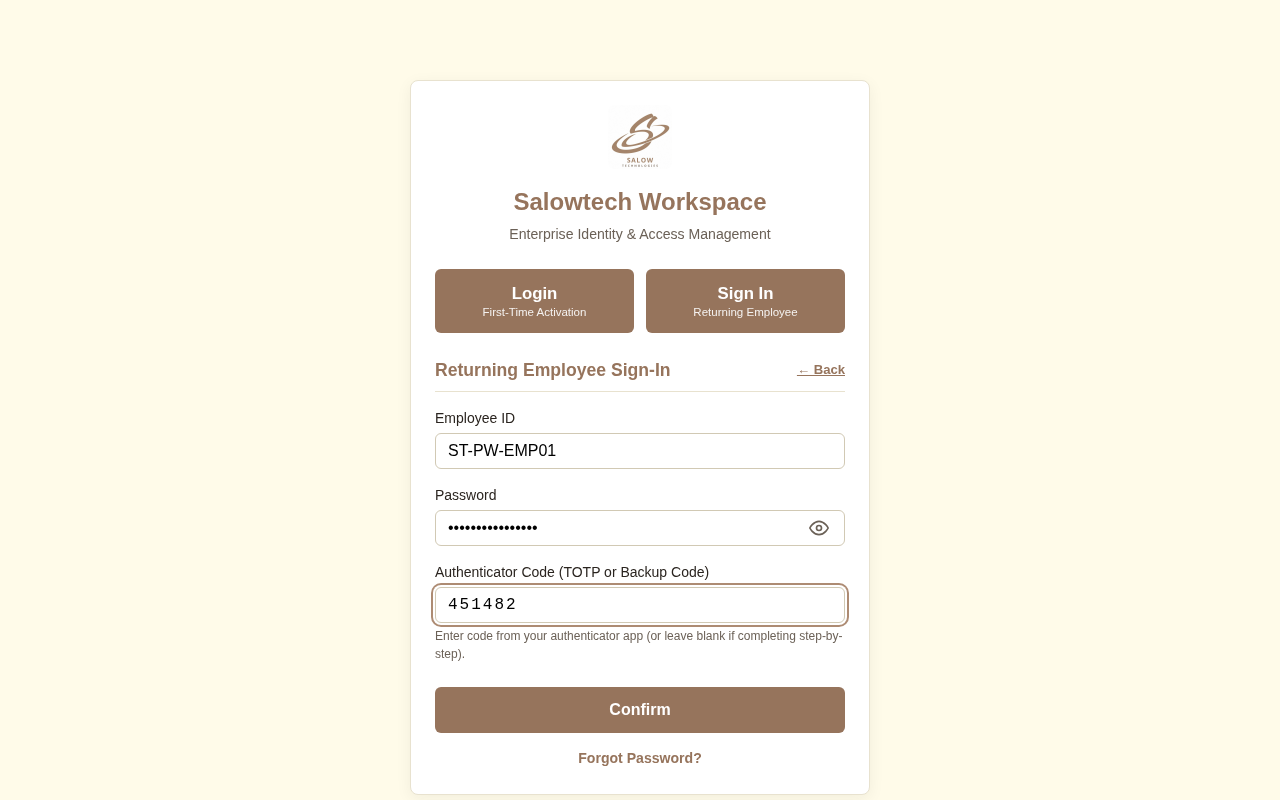 SALOW
TECHNOLOGIES
Salowtech Workspace
Enterprise Identity & Access Management
Login
First-Time Activation
Sign In
Returning Employee
Returning Employee Sign-In
← Back
Employee ID
ST-PW-EMP01
Password
••••••••••••••••
Authenticator Code (TOTP or Backup Code)
451482
Enter code from your authenticator app (or leave blank if completing step-by-
step).
Confirm
Forgot Password?